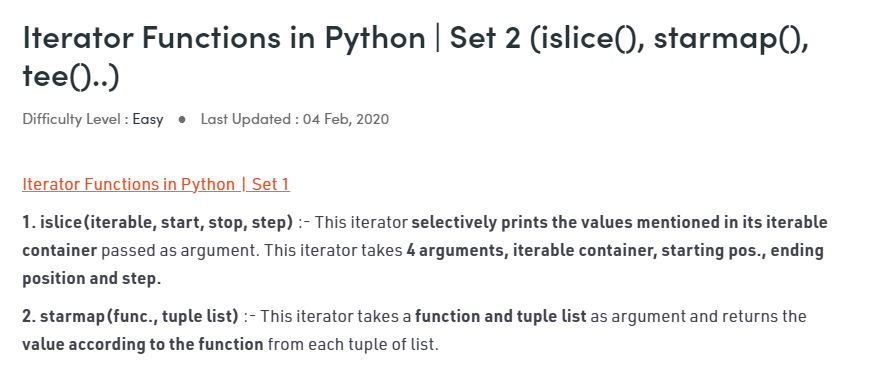 Iterator Functions in Python | Set 2 (islice(), starmap(),
tee()..)
Difficulty Level : Easy ● Last Updated : 04 Feb, 2020
Iterator Functions in Python | Set 1
1. islice(iterable, start, stop, step) :- This iterator selectively prints the values mentioned in its iterable
container passed as argument. This iterator takes 4 arguments, iterable container, starting pos., ending
position and step.
2. starmap(func., tuple list) :- This iterator takes a function and tuple list as argument and returns the
value according to the function from each tuple of list.